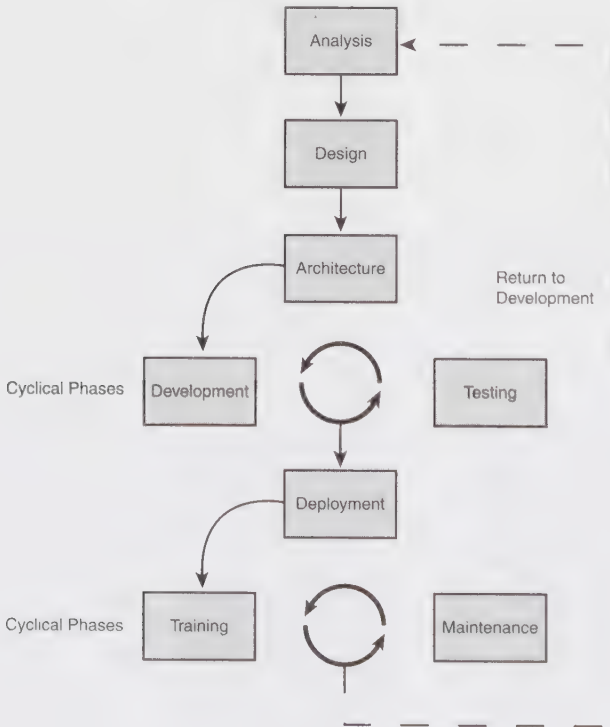 Analysis
Design
Architecture
Return to
Development
Cyclical Phases
Development
Testing
Deployment
Cyclical Phases
Training
Maintenance